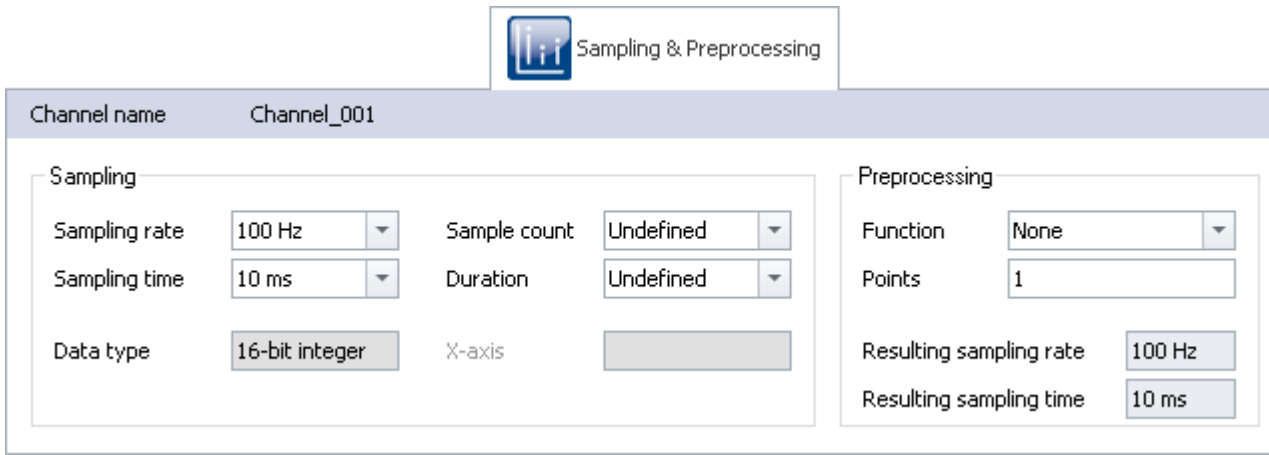 Sampling & Preprocessing
Channel name Channel_001
Sampling Preprocessing
Sampling rate 100 Hz Sample count Undefined Function None
Sampling time 10 ms Duration Undefined Points 1
Data type 16-bit integer X-axis Resulting sampling rate 100 Hz
Resulting sampling time 10 ms